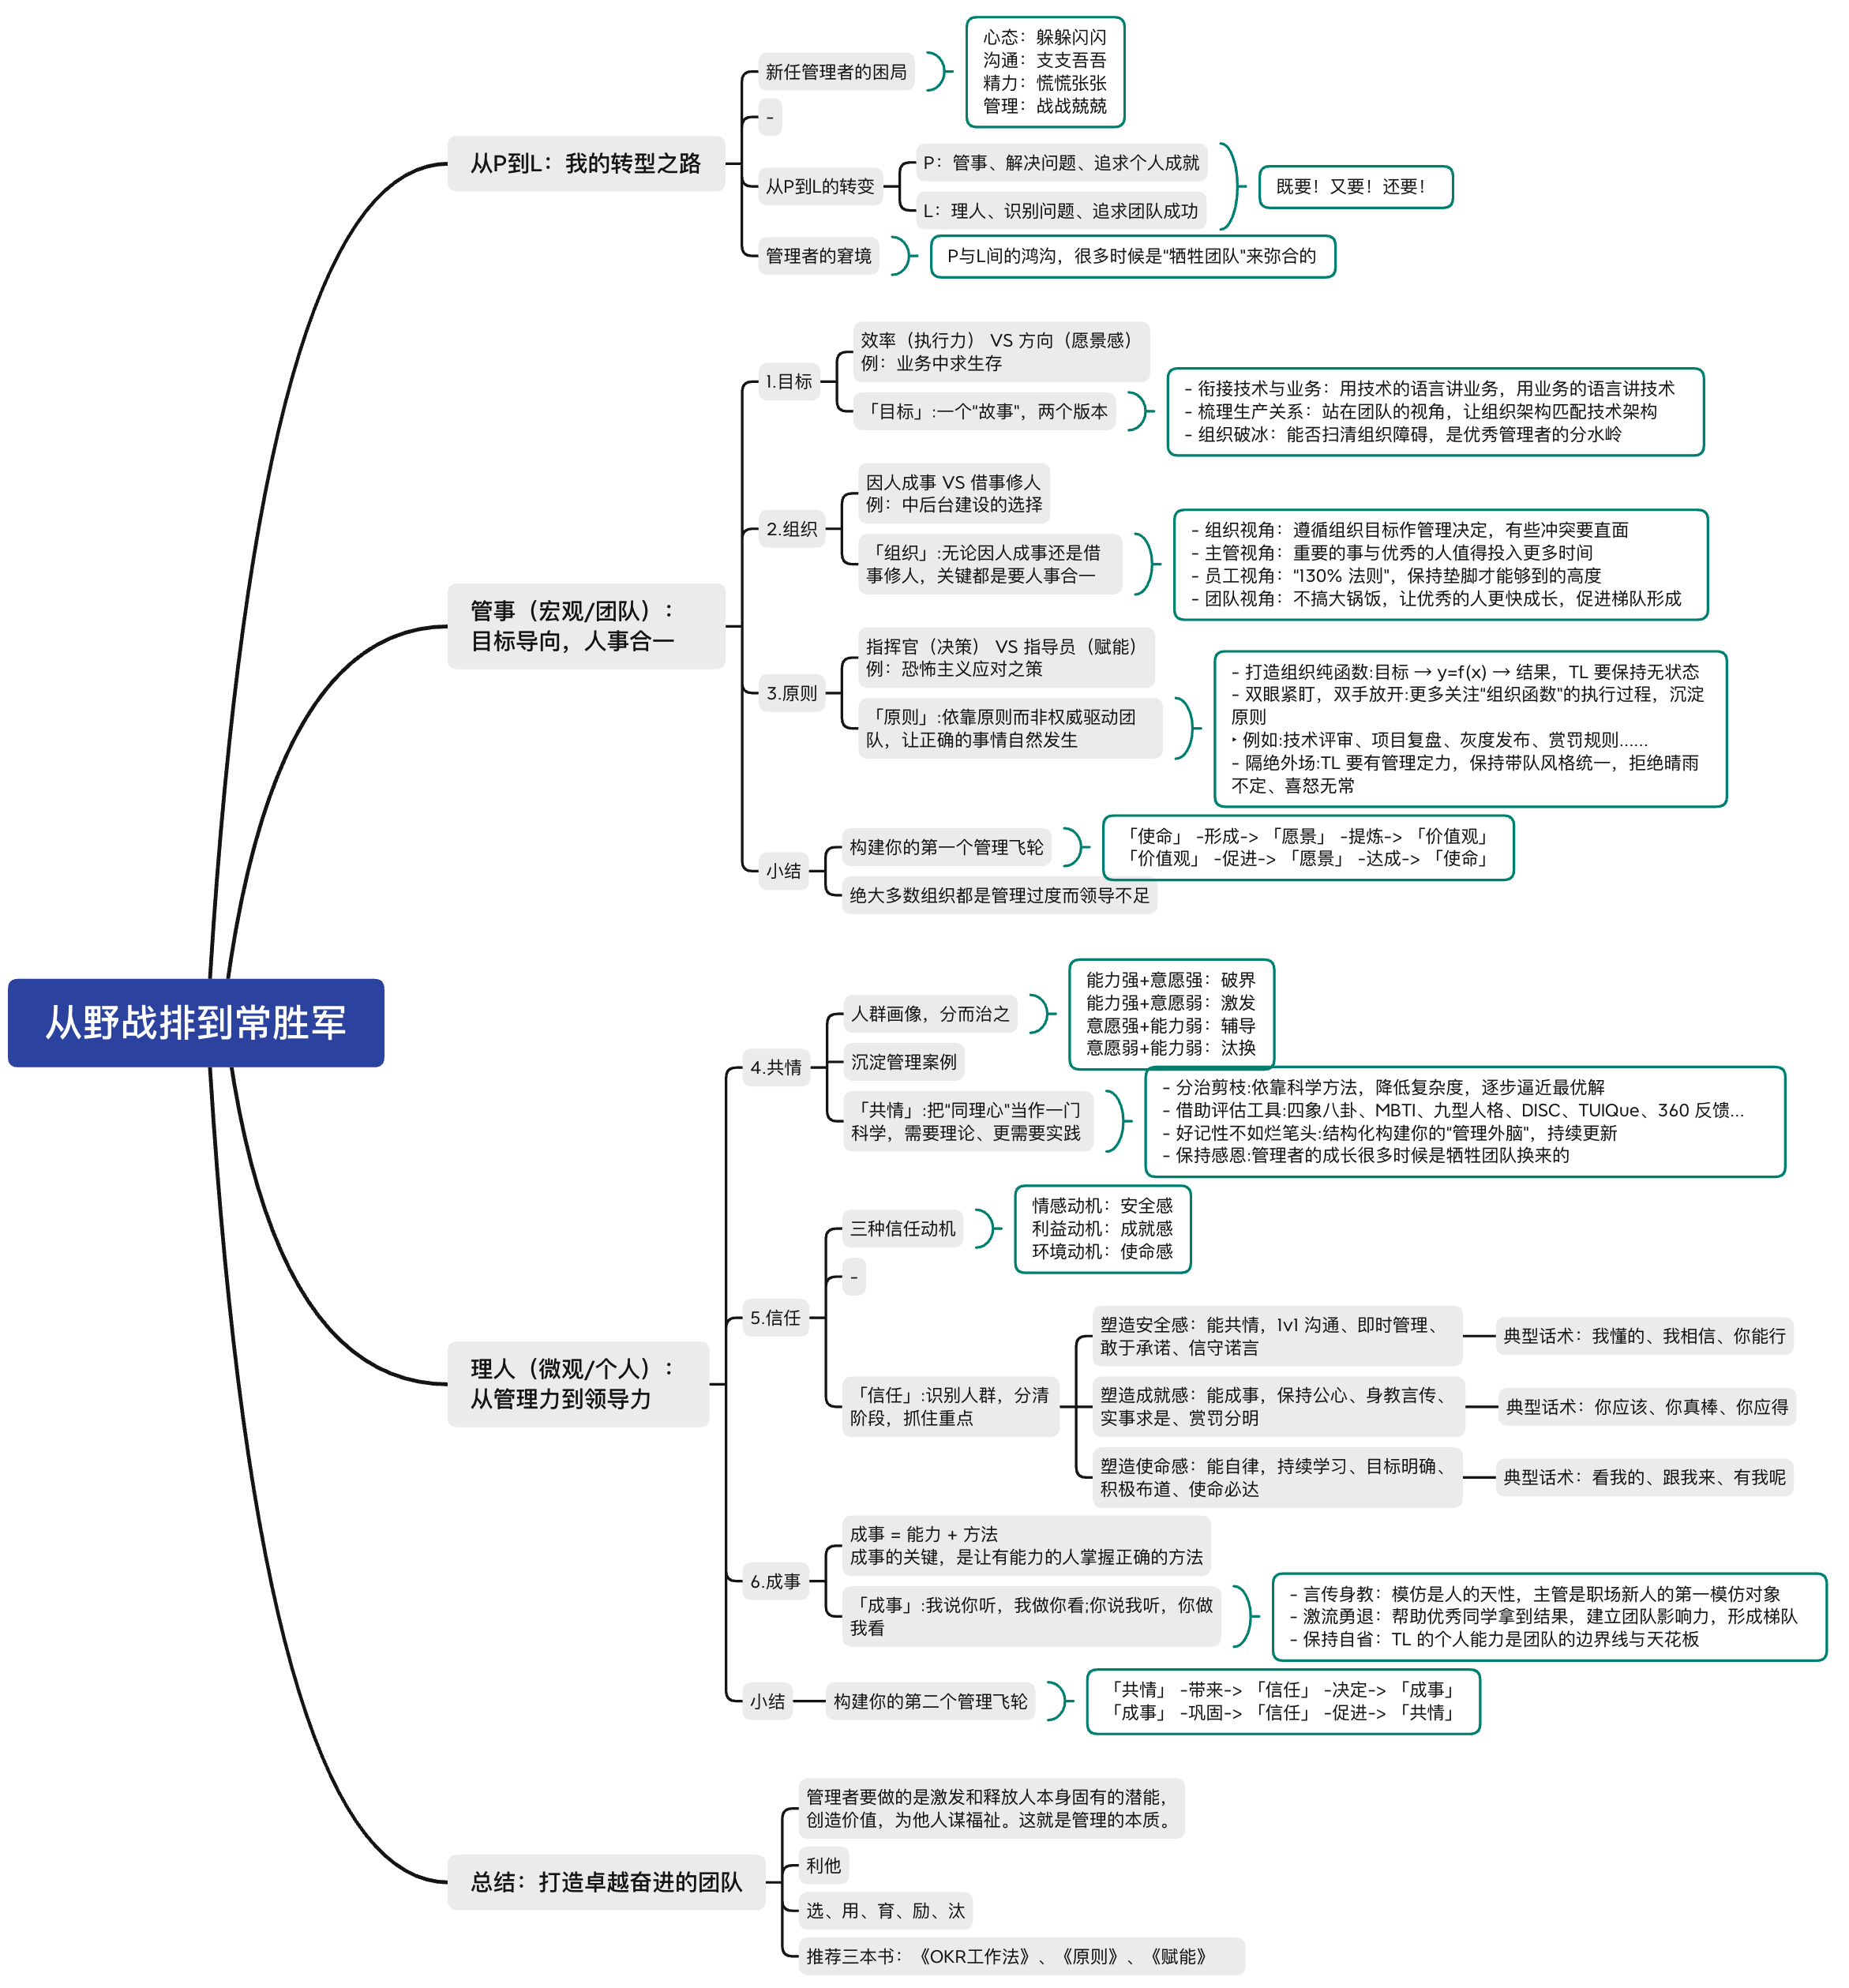 从野战排到常胜军
从P到L：我的转型之路
新任管理者的困局
心态：躲躲闪闪
沟通：支支吾吾
精力：慌慌张张
管理：战战兢兢
-
从P到L的转变
P：管事、解决问题、追求个人成就
L：理人、识别问题、追求团队成功
既要！又要！还要！
管理者的窘境
P与L间的鸿沟，很多时候是"牺牲团队"来弥合的
管事（宏观/团队）：
目标导向，人事合一
1.目标
效率（执行力） VS 方向（愿景感）
例：业务中求生存
「目标」:一个"故事"，两个版本
- 衔接技术与业务：用技术的语言讲业务，用业务的语言讲技术
- 梳理生产关系：站在团队的视角，让组织架构匹配技术架构
- 组织破冰：能否扫清组织障碍，是优秀管理者的分水岭
2.组织
因人成事 VS 借事修人
例：中后台建设的选择
「组织」:无论因人成事还是借
事修人，关键都是要人事合一
- 组织视角：遵循组织目标作管理决定，有些冲突要直面
- 主管视角：重要的事与优秀的人值得投入更多时间
- 员工视角："130% 法则"，保持垫脚才能够到的高度
- 团队视角：不搞大锅饭，让优秀的人更快成长，促进梯队形成
3.原则
指挥官（决策） VS 指导员（赋能）
例：恐怖主义应对之策
「原则」:依靠原则而非权威驱动团
队，让正确的事情自然发生
- 打造组织纯函数:目标 → y=f(x) → 结果，TL 要保持无状态
- 双眼紧盯，双手放开:更多关注"组织函数"的执行过程，沉淀
原则
‣ 例如:技术评审、项目复盘、灰度发布、赏罚规则......
- 隔绝外场:TL 要有管理定力，保持带队风格统一，拒绝晴雨
不定、喜怒无常
小结
构建你的第一个管理飞轮
「使命」 -形成-> 「愿景」 -提炼-> 「价值观」
「价值观」 -促进-> 「愿景」 -达成-> 「使命」
绝大多数组织都是管理过度而领导不足
理人（微观/个人）：
从管理力到领导力
4.共情
人群画像，分而治之
能力强+意愿强：破界
能力强+意愿弱：激发
意愿强+能力弱：辅导
意愿弱+能力弱：汰换
沉淀管理案例
「共情」:把"同理心"当作一门
科学，需要理论、更需要实践
- 分治剪枝:依靠科学方法，降低复杂度，逐步逼近最优解
- 借助评估工具:四象八卦、MBTI、九型人格、DISC、TUIQue、360 反馈...
- 好记性不如烂笔头:结构化构建你的"管理外脑"，持续更新
- 保持感恩:管理者的成长很多时候是牺牲团队换来的
5.信任
三种信任动机
情感动机：安全感
利益动机：成就感
环境动机：使命感
-
「信任」:识别人群，分清
阶段，抓住重点
塑造安全感：能共情，1v1 沟通、即时管理、
敢于承诺、信守诺言
典型话术：我懂的、我相信、你能行
塑造成就感：能成事，保持公心、身教言传、
实事求是、赏罚分明
典型话术：你应该、你真棒、你应得
塑造使命感：能自律，持续学习、目标明确、
积极布道、使命必达
典型话术：看我的、跟我来、有我呢
6.成事
成事 = 能力 + 方法
成事的关键，是让有能力的人掌握正确的方法
「成事」:我说你听，我做你看;你说我听，你做
我看
- 言传身教：模仿是人的天性，主管是职场新人的第一模仿对象
- 激流勇退：帮助优秀同学拿到结果，建立团队影响力，形成梯队
- 保持自省：TL 的个人能力是团队的边界线与天花板
小结
构建你的第二个管理飞轮
「共情」 -带来-> 「信任」 -决定-> 「成事」
「成事」 -巩固-> 「信任」 -促进-> 「共情」
总结：打造卓越奋进的团队
管理者要做的是激发和释放人本身固有的潜能，
创造价值，为他人谋福祉。这就是管理的本质。
利他
选、用、育、励、汰
推荐三本书：《OKR工作法》、《原则》、《赋能》